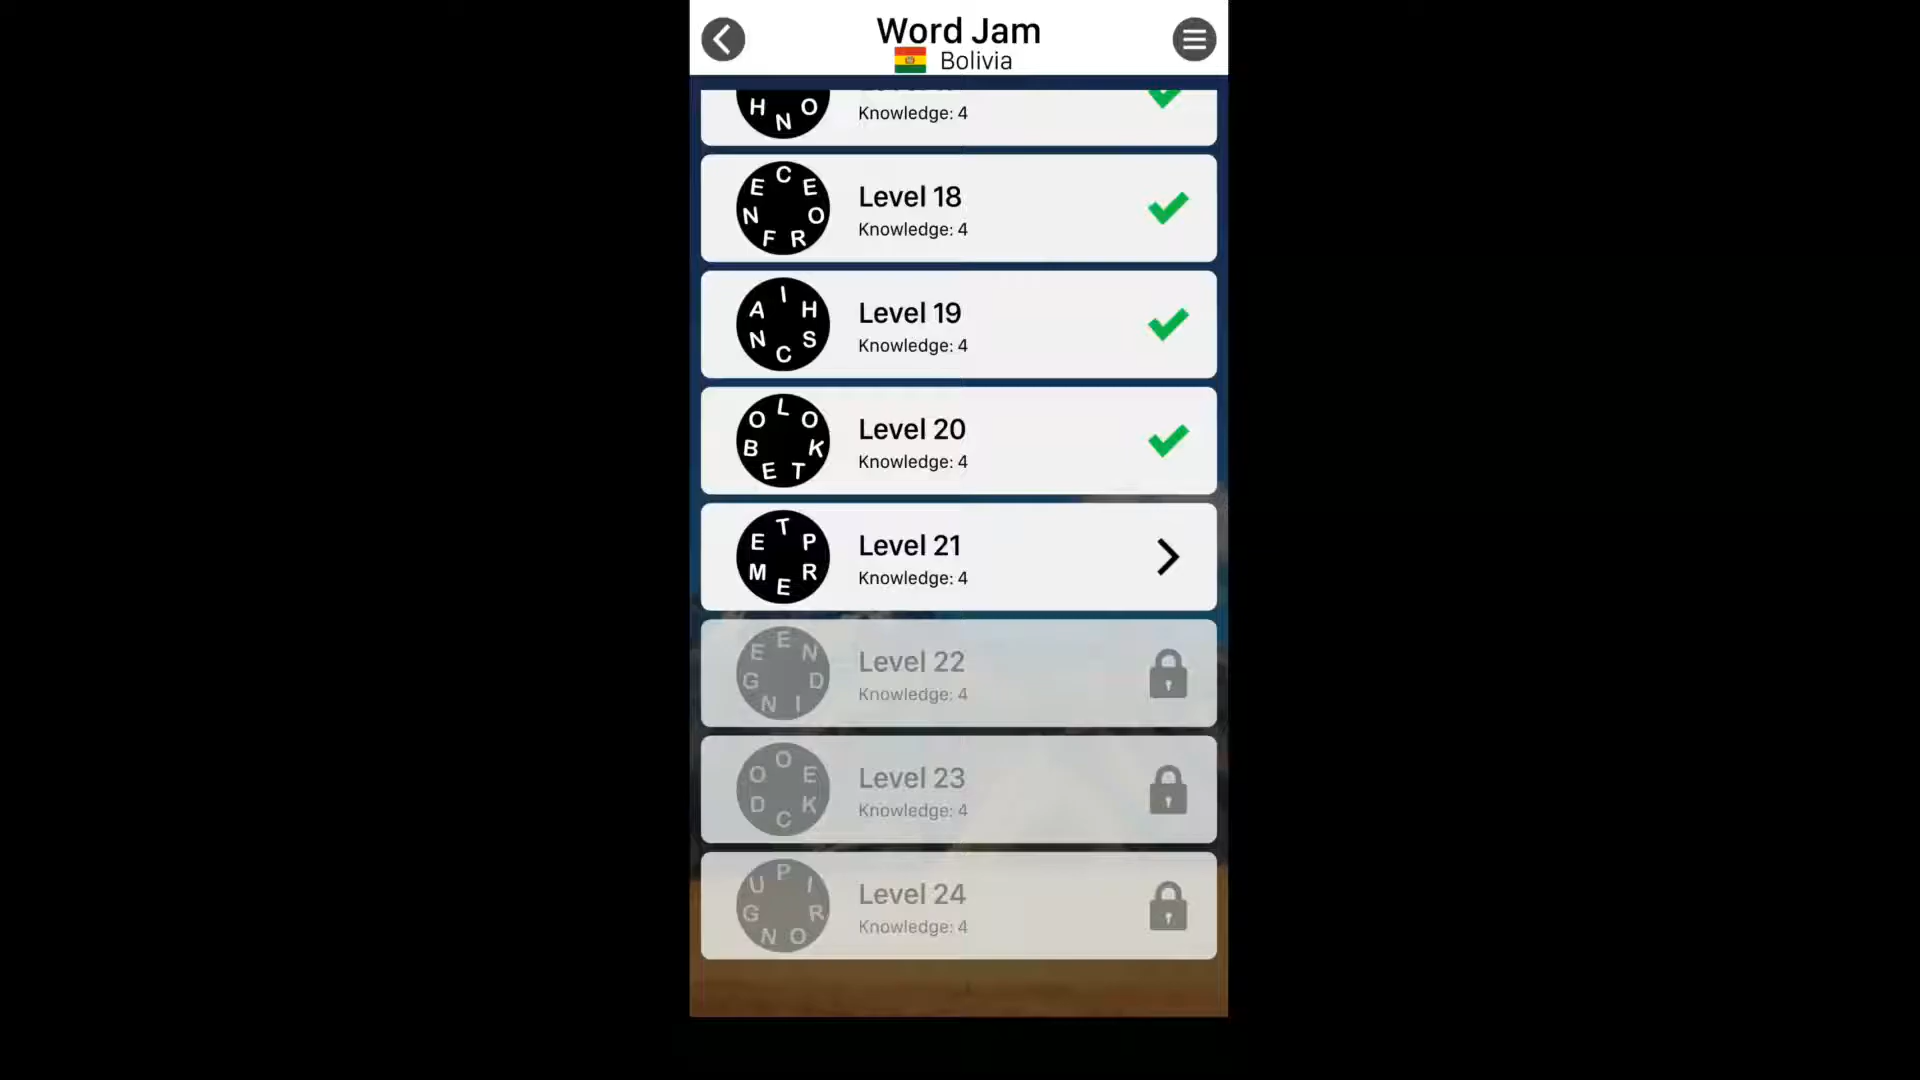 Word Jam
Bolivia
H N O
Knowledge: 4
E C E N O F R
Level 18
Knowledge: 4
A I H N S C
Level 19
Knowledge: 4
O L O B K E T
Level 20
Knowledge: 4
E T P M R E
Level 21
Knowledge: 4
E E N G D N I
Level 22
Knowledge: 4
O O E D K C
Level 23
Knowledge: 4
U P I G R N O
Level 24
Knowledge: 4